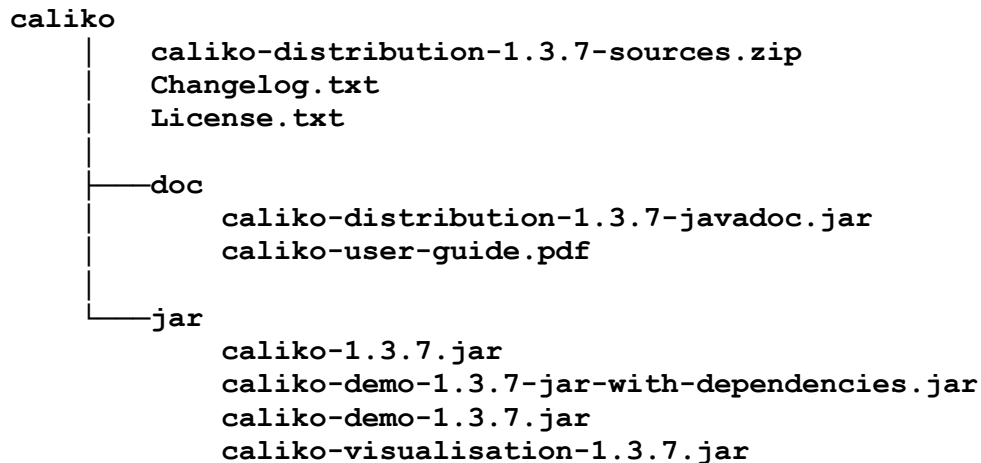 caliko
caliko-distribution-1.3.7-sources.zip
Changelog.txt
License.txt
doc
caliko-distribution-1.3.7-javadoc.jar
caliko-user-guide.pdf
jar
caliko-1.3.7.jar
caliko-demo-1.3.7-jar-with-dependencies.jar
caliko-demo-1.3.7.jar
caliko-visualisation-1.3.7.jar